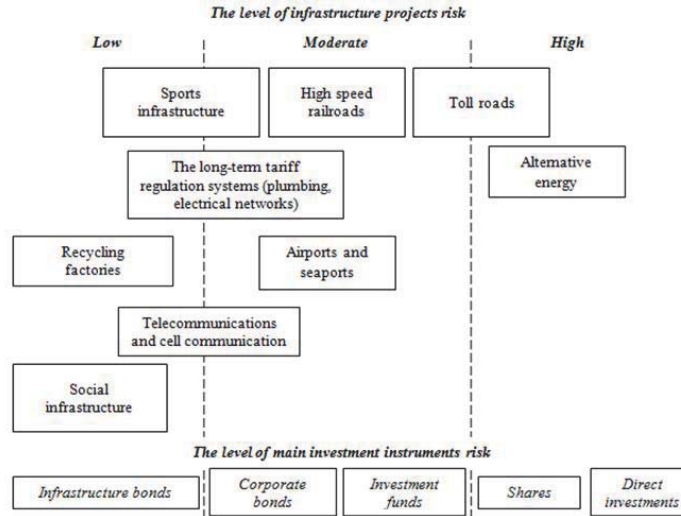 The level of infrastructure projects risk
Low Moderate High
Sports
infrastructure
High speed
railroads
Toll roads
The long-term tariff
regulation systems (plumbing,
electrical networks)
Alternative
energy
Recycling
factories
Airports and
seaports
Telecommunications
and cell communication
Social
infrastructure
The level of main investment instruments risk
Infrastructure bonds
Corporate
bonds
Investment
funds
Shares
Direct
investments